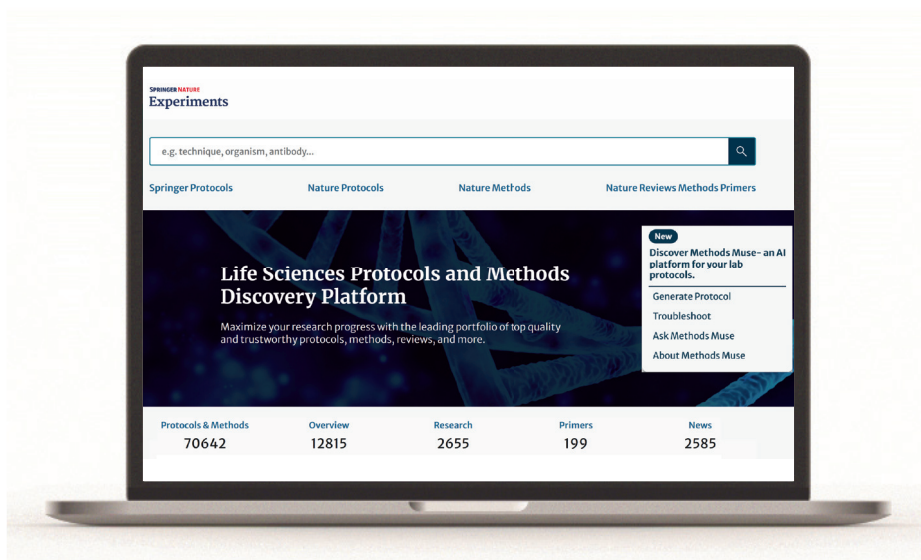 SPRINGER NATURE
Experiments
e.g. technique, organism, antibody...
Springer Protocols
Nature Protocols
Nature Methods
Nature Reviews Methods Primers
Life Sciences Protocols and Methods
Discovery Platform
Maximize your research progress with the leading portfolio of top quality
and trustworthy protocols, methods, reviews, and more.
New
Discover Methods Muse- an AI
platform for your lab
protocols.
Generate Protocol
Troubleshoot
Ask Methods Muse
About Methods Muse
Protocols & Methods
70642
Overview
12815
Research
2655
Primers
199
News
2585